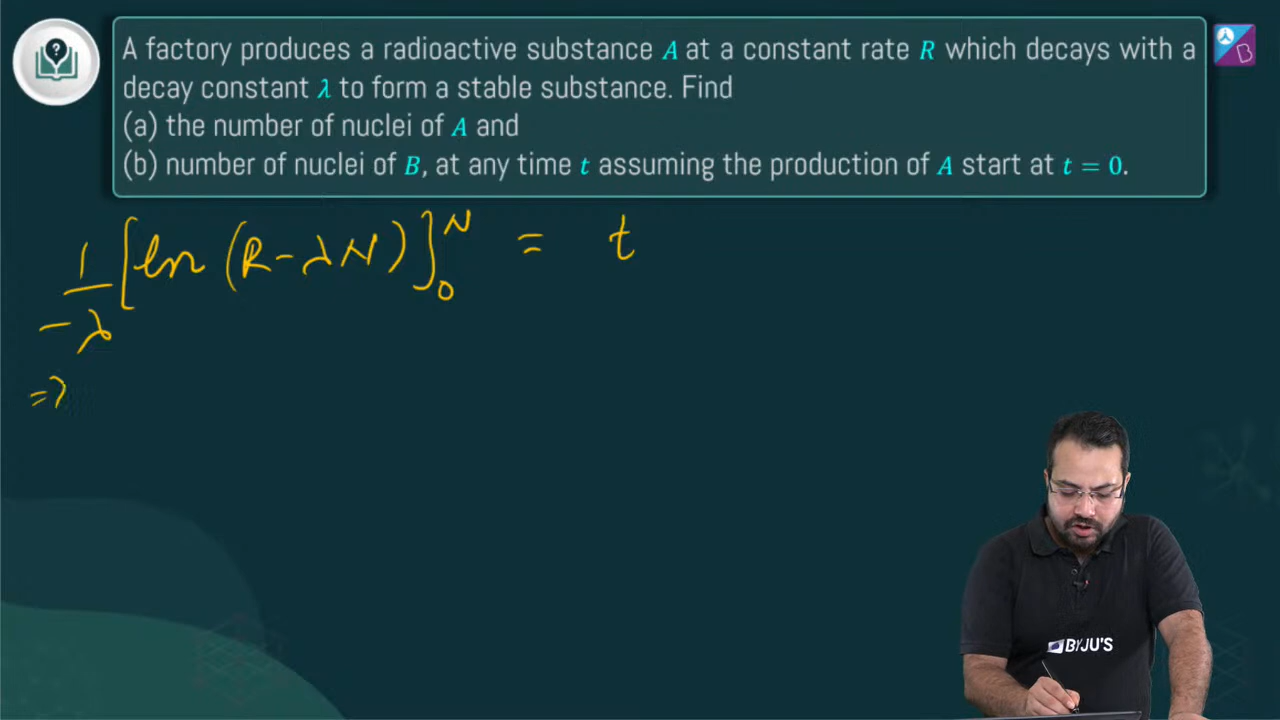 A factory produces a radioactive substance A at a constant rate R which decays with a
decay constant λ to form a stable substance. Find
(a) the number of nuclei of A and
(b) number of nuclei of B, at any time t assuming the production of A start at t = 0.
1/-λ [ln (R-λN)]₀ᴺ = t
=>
BYJU'S